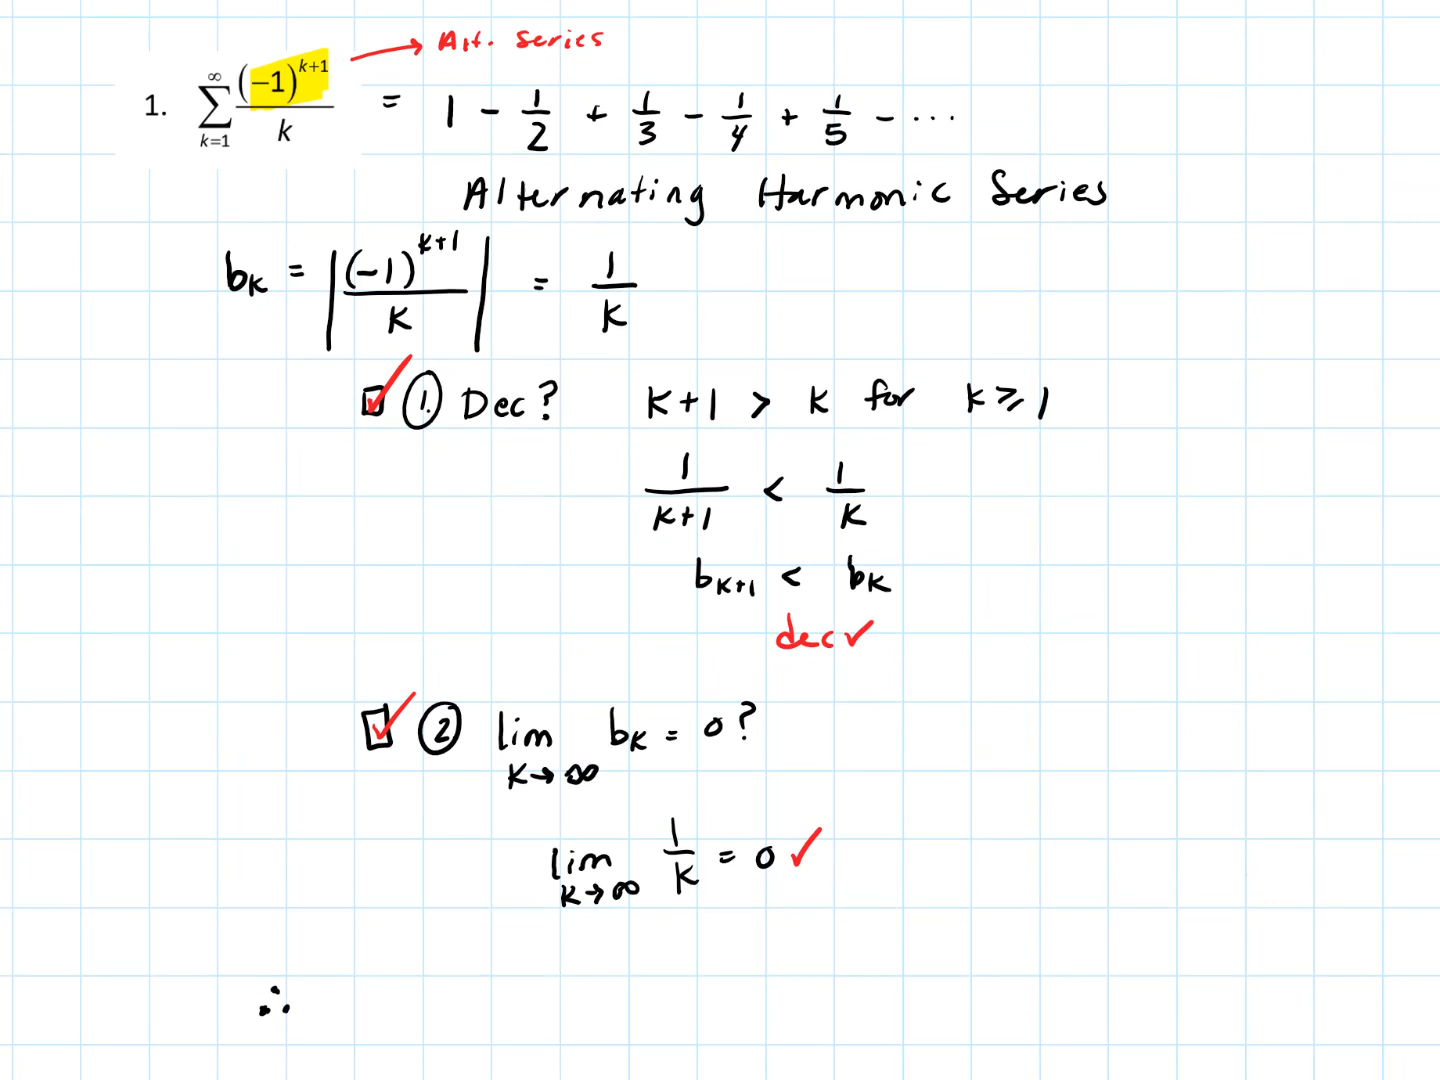 Alt. Series
1. ∞ ∑ k=1 (−1)^{k+1} / k = 1 - 1/2 + 1/3 - 1/4 + 1/5 - ...
Alternating Harmonic Series
b_k = | (-1)^{k+1} / k | = 1/k
① Dec? k+1 > k for k ≥ 1
1/(k+1) < 1/k
b_{k+1} < b_k
dec ✓
② lim k→∞ b_k = 0?
lim k→∞ 1/k = 0 ✓
∴